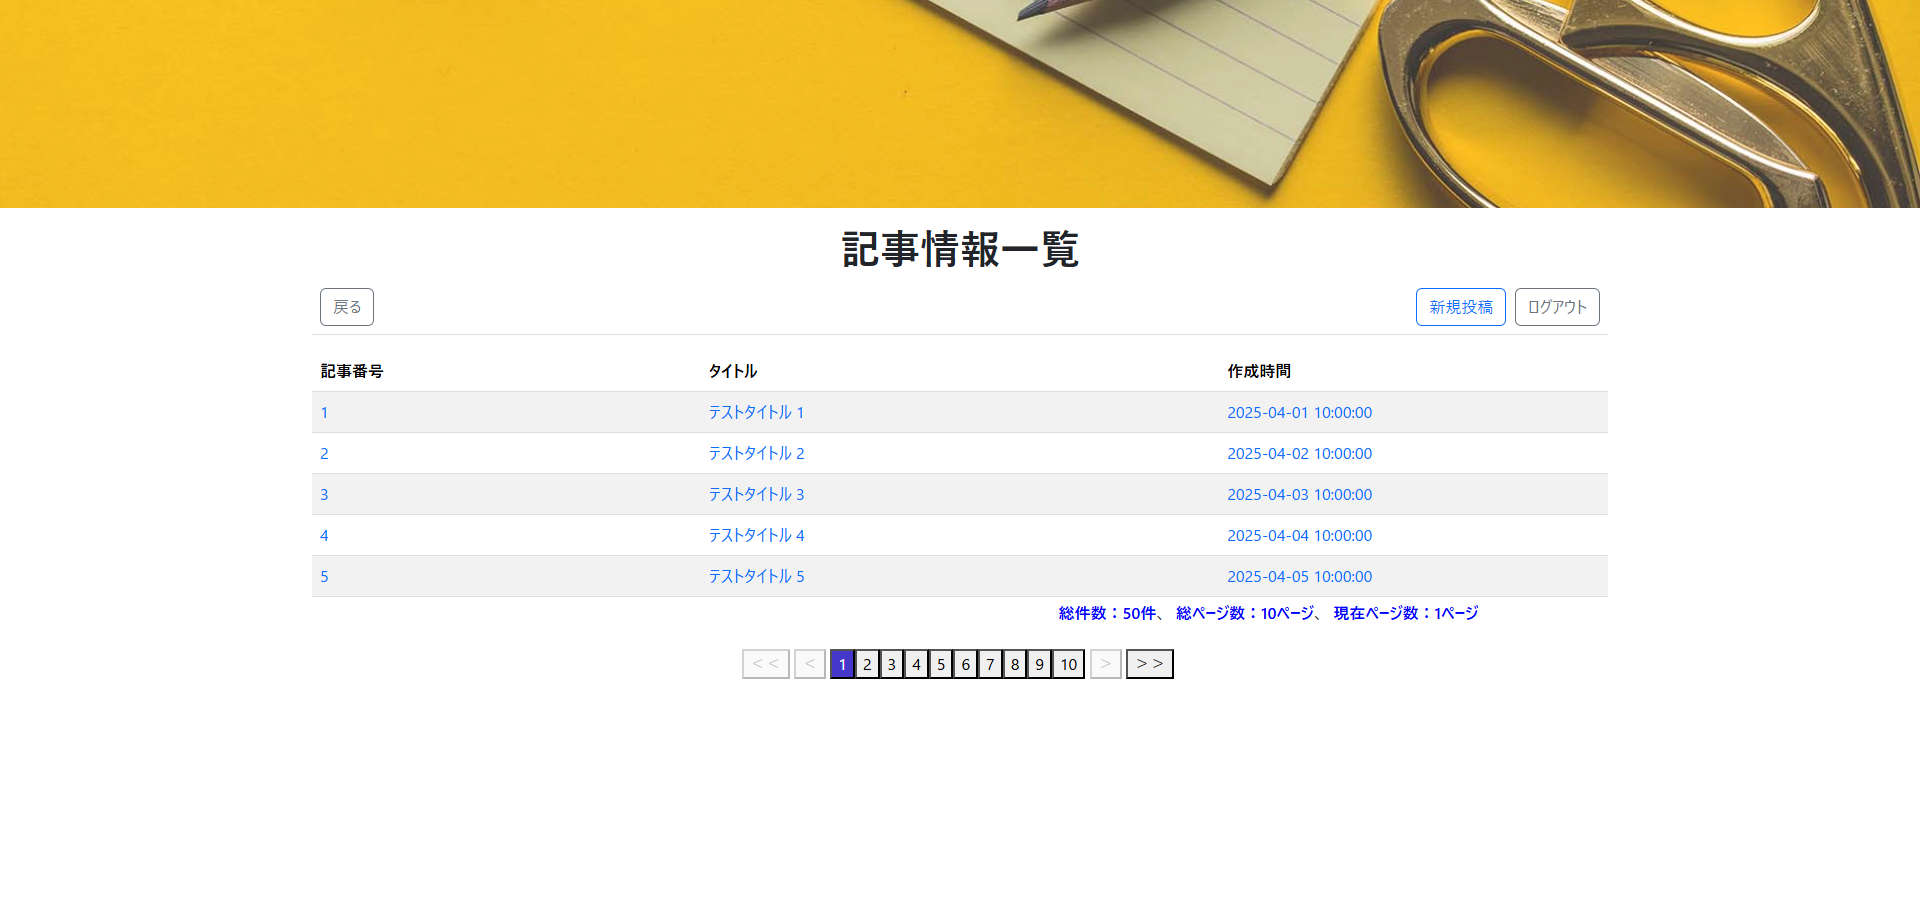 記事情報一覧
戻る 新規投稿 ログアウト
記事番号 タイトル 作成時間
1 テストタイトル 1 2025-04-01 10:00:00
2 テストタイトル 2 2025-04-02 10:00:00
3 テストタイトル 3 2025-04-03 10:00:00
4 テストタイトル 4 2025-04-04 10:00:00
5 テストタイトル 5 2025-04-05 10:00:00
総件数：50件、 総ページ数：10ページ、 現在ページ数：1ページ
<< < 1 2 3 4 5 6 7 8 9 10 > >>